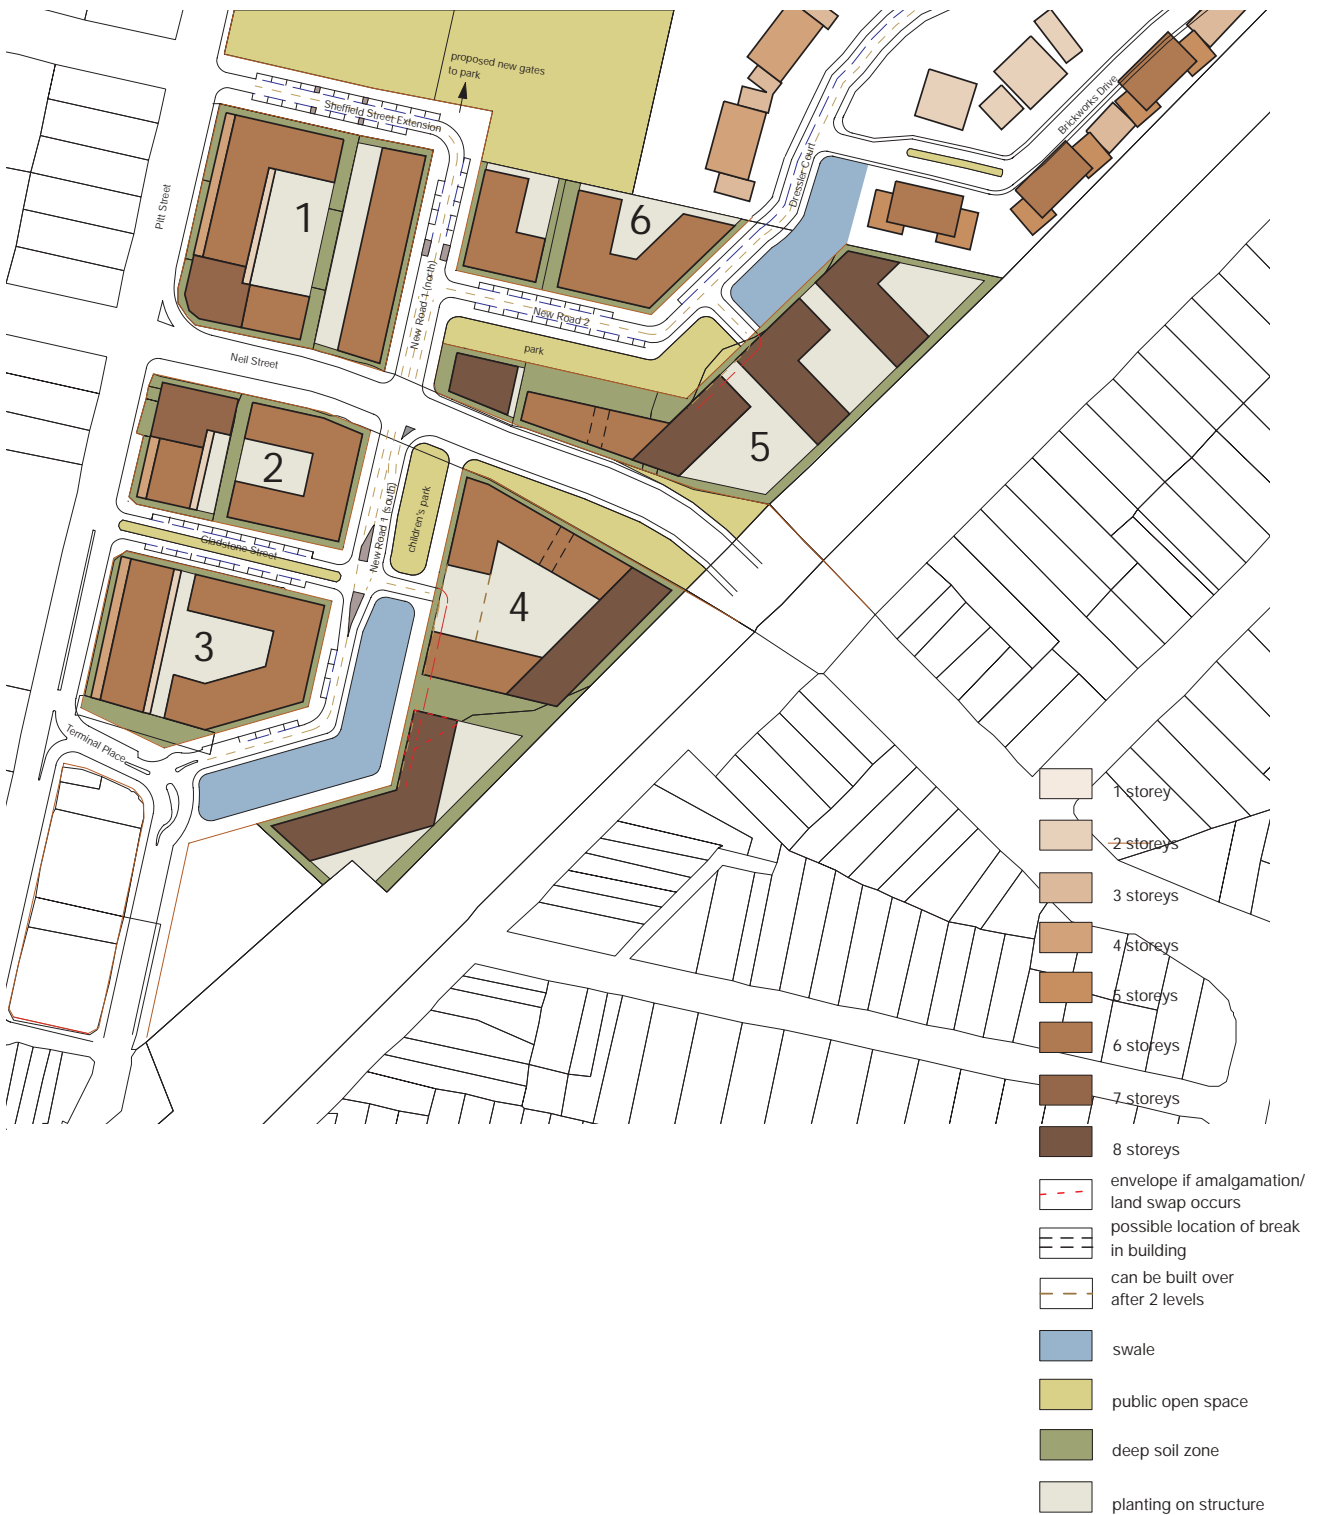 proposed new gates
to park
Sheffield Street Extension
Brickworks Drive
Dressler Court
Pitt Street
1
6
New Road 1 (north)
New Road 2
park
Neil Street
5
2
children's park
New Road 1 (south)
Gladstone Street
4
3
Terminal Place
1 storey
2 storeys
3 storeys
4 storeys
5 storeys
6 storeys
7 storeys
8 storeys
envelope if amalgamation/
land swap occurs
possible location of break
in building
can be built over
after 2 levels
swale
public open space
deep soil zone
planting on structure